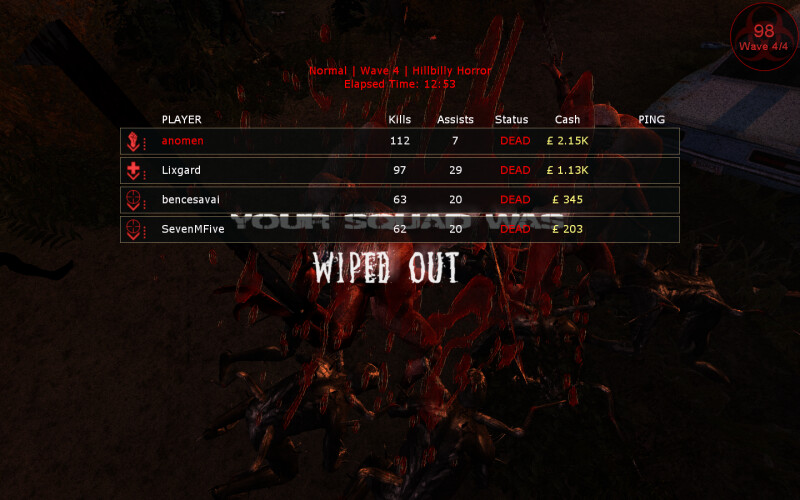 98
Wave 4/4
Normal | Wave 4 | Hillbilly Horror
Elapsed Time: 12:53
PLAYER Kills Assists Status Cash PING
anomen 112 7 DEAD £ 2.15K
Lixgard 97 29 DEAD £ 1.13K
bencesavai 63 20 DEAD £ 345
YOUR SQUAD WAS
SevenMFive 62 20 DEAD £ 203
WIPED OUT